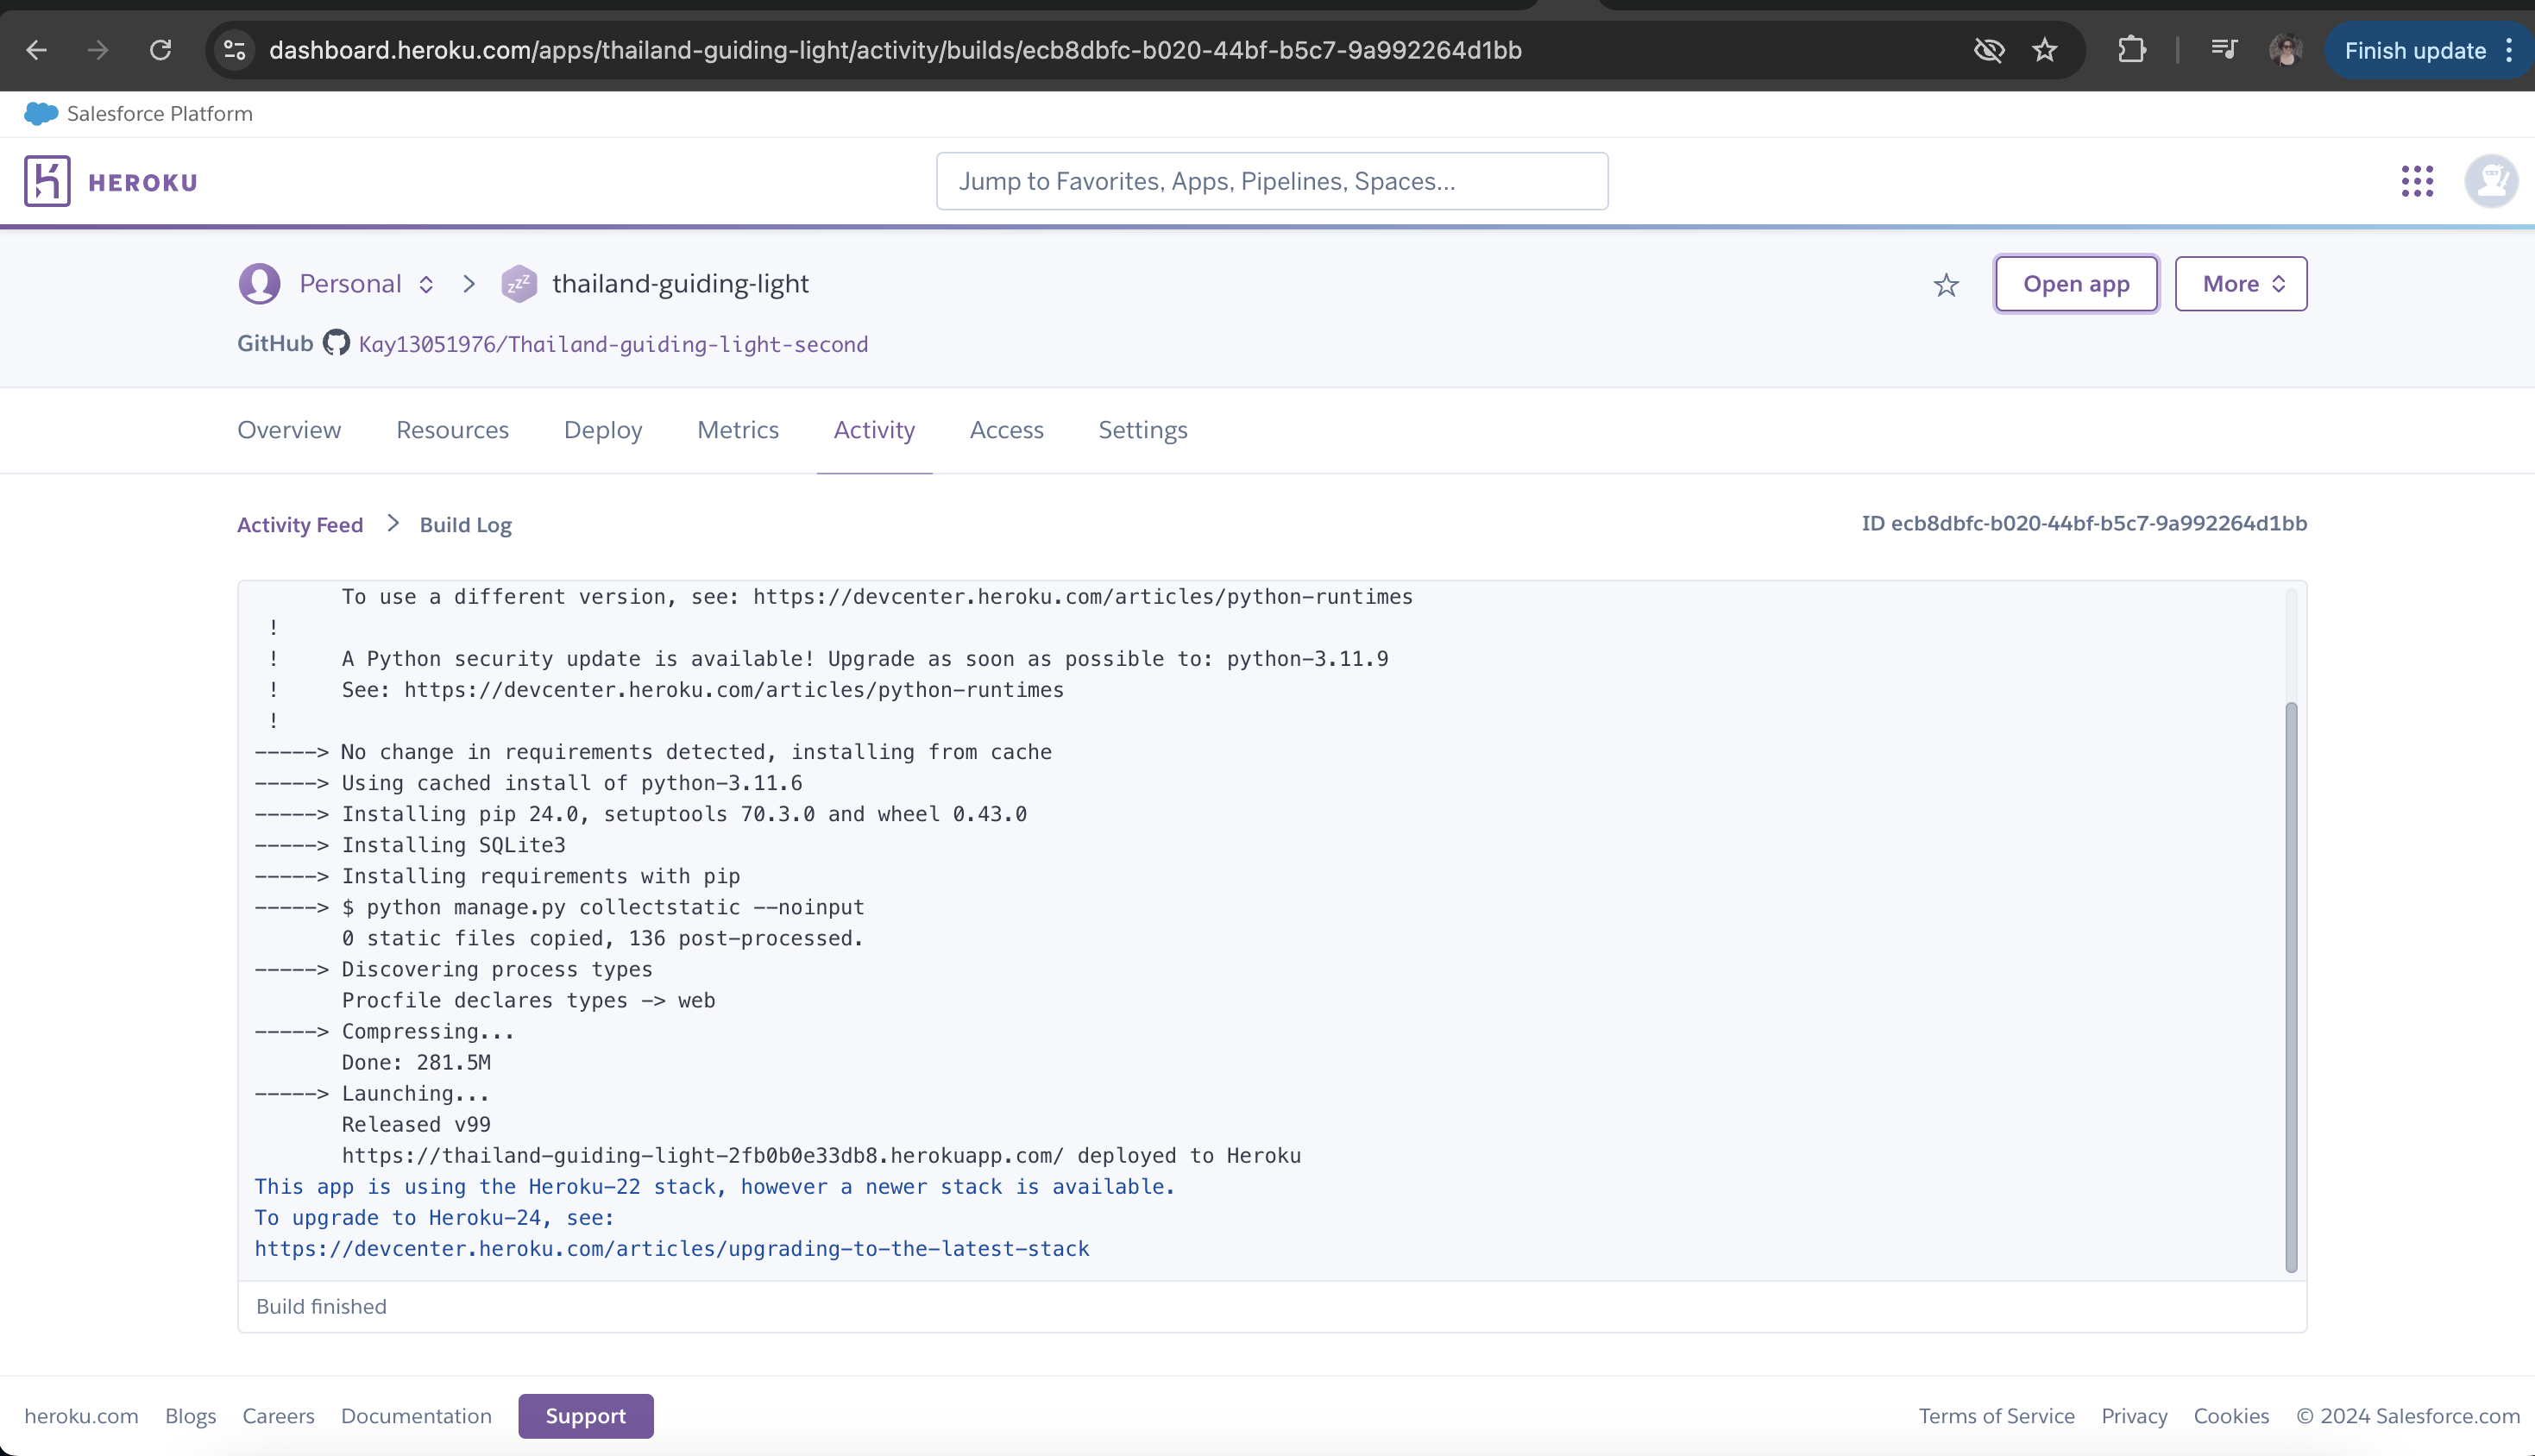 dashboard.heroku.com/apps/thailand-guiding-light/activity/builds/ecb8dbfc-b020-44bf-b5c7-9a992264d1bb
Finish update
Salesforce Platform
HEROKU
Jump to Favorites, Apps, Pipelines, Spaces...
Personal
zzz
thailand-guiding-light
Open app
More
GitHub Kay13051976/Thailand-guiding-light-second
Overview Resources Deploy Metrics Activity Access Settings
Activity Feed > Build Log
ID ecb8dbfc-b020-44bf-b5c7-9a992264d1bb
To use a different version, see: https://devcenter.heroku.com/articles/python-runtimes
!
! A Python security update is available! Upgrade as soon as possible to: python-3.11.9
! See: https://devcenter.heroku.com/articles/python-runtimes
!
-----> No change in requirements detected, installing from cache
-----> Using cached install of python-3.11.6
-----> Installing pip 24.0, setuptools 70.3.0 and wheel 0.43.0
-----> Installing SQLite3
-----> Installing requirements with pip
-----> $ python manage.py collectstatic --noinput
0 static files copied, 136 post-processed.
-----> Discovering process types
Procfile declares types -> web
-----> Compressing...
Done: 281.5M
-----> Launching...
Released v99
https://thailand-guiding-light-2fb0b0e33db8.herokuapp.com/ deployed to Heroku
This app is using the Heroku-22 stack, however a newer stack is available.
To upgrade to Heroku-24, see:
https://devcenter.heroku.com/articles/upgrading-to-the-latest-stack
Build finished
heroku.com Blogs Careers Documentation Support
Terms of Service Privacy Cookies © 2024 Salesforce.com